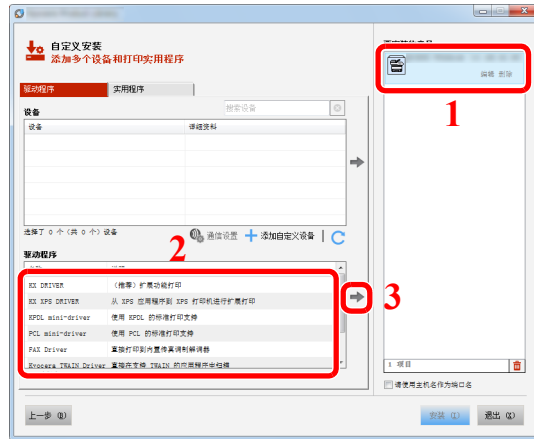 自定义安装
添加多个设备和打印实用程序
驱动程序 实用程序
设备 搜索设备
设备 详细资料
选择了 0 个（共 0 个）设备
通信设置 添加自定义设备
驱动程序
KX DRIVER （推荐）扩展功能打印
KX XPS DRIVER 从 XPS 应用程序到 XPS 打印机进行扩展打印
KPDL mini-driver 使用 KPDL 的标准打印支持
PCL mini-driver 使用 PCL 的标准打印支持
FAX Driver 直接打印到内置传真调制解调器
Kyocera TWAIN Driver 直接在支持 TWAIN 的应用程序中扫描
编辑 删除
1
2
3
1 项目
请使用主机名作为端口名
上一步 (B) 安装 (I) 退出 (X)